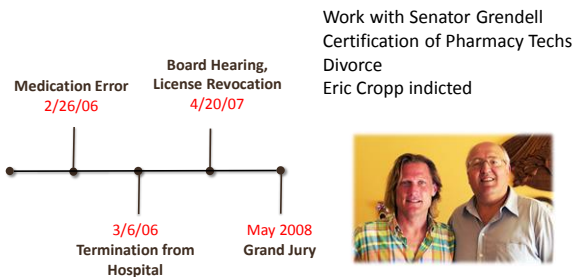 Work with Senator Grendell
Certification of Pharmacy Techs
Divorce
Eric Cropp indicted
Medication Error
2/26/06
Board Hearing,
License Revocation
4/20/07
3/6/06
Termination from
Hospital
May 2008
Grand Jury